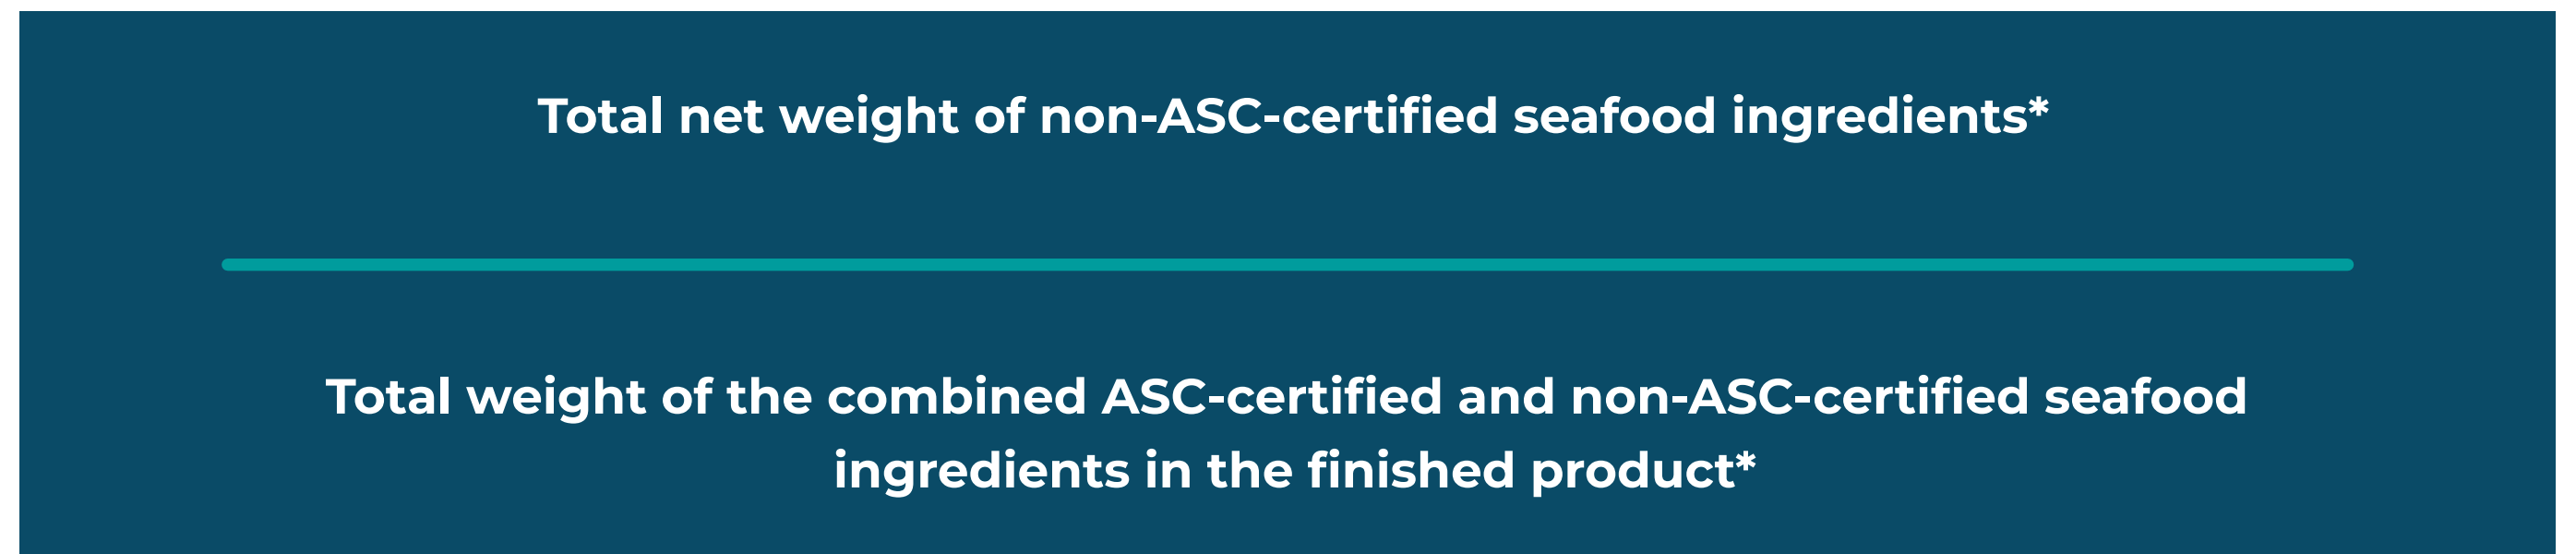 Total net weight of non-ASC-certified seafood ingredients*
Total weight of the combined ASC-certified and non-ASC-certified seafood
ingredients in the finished product*